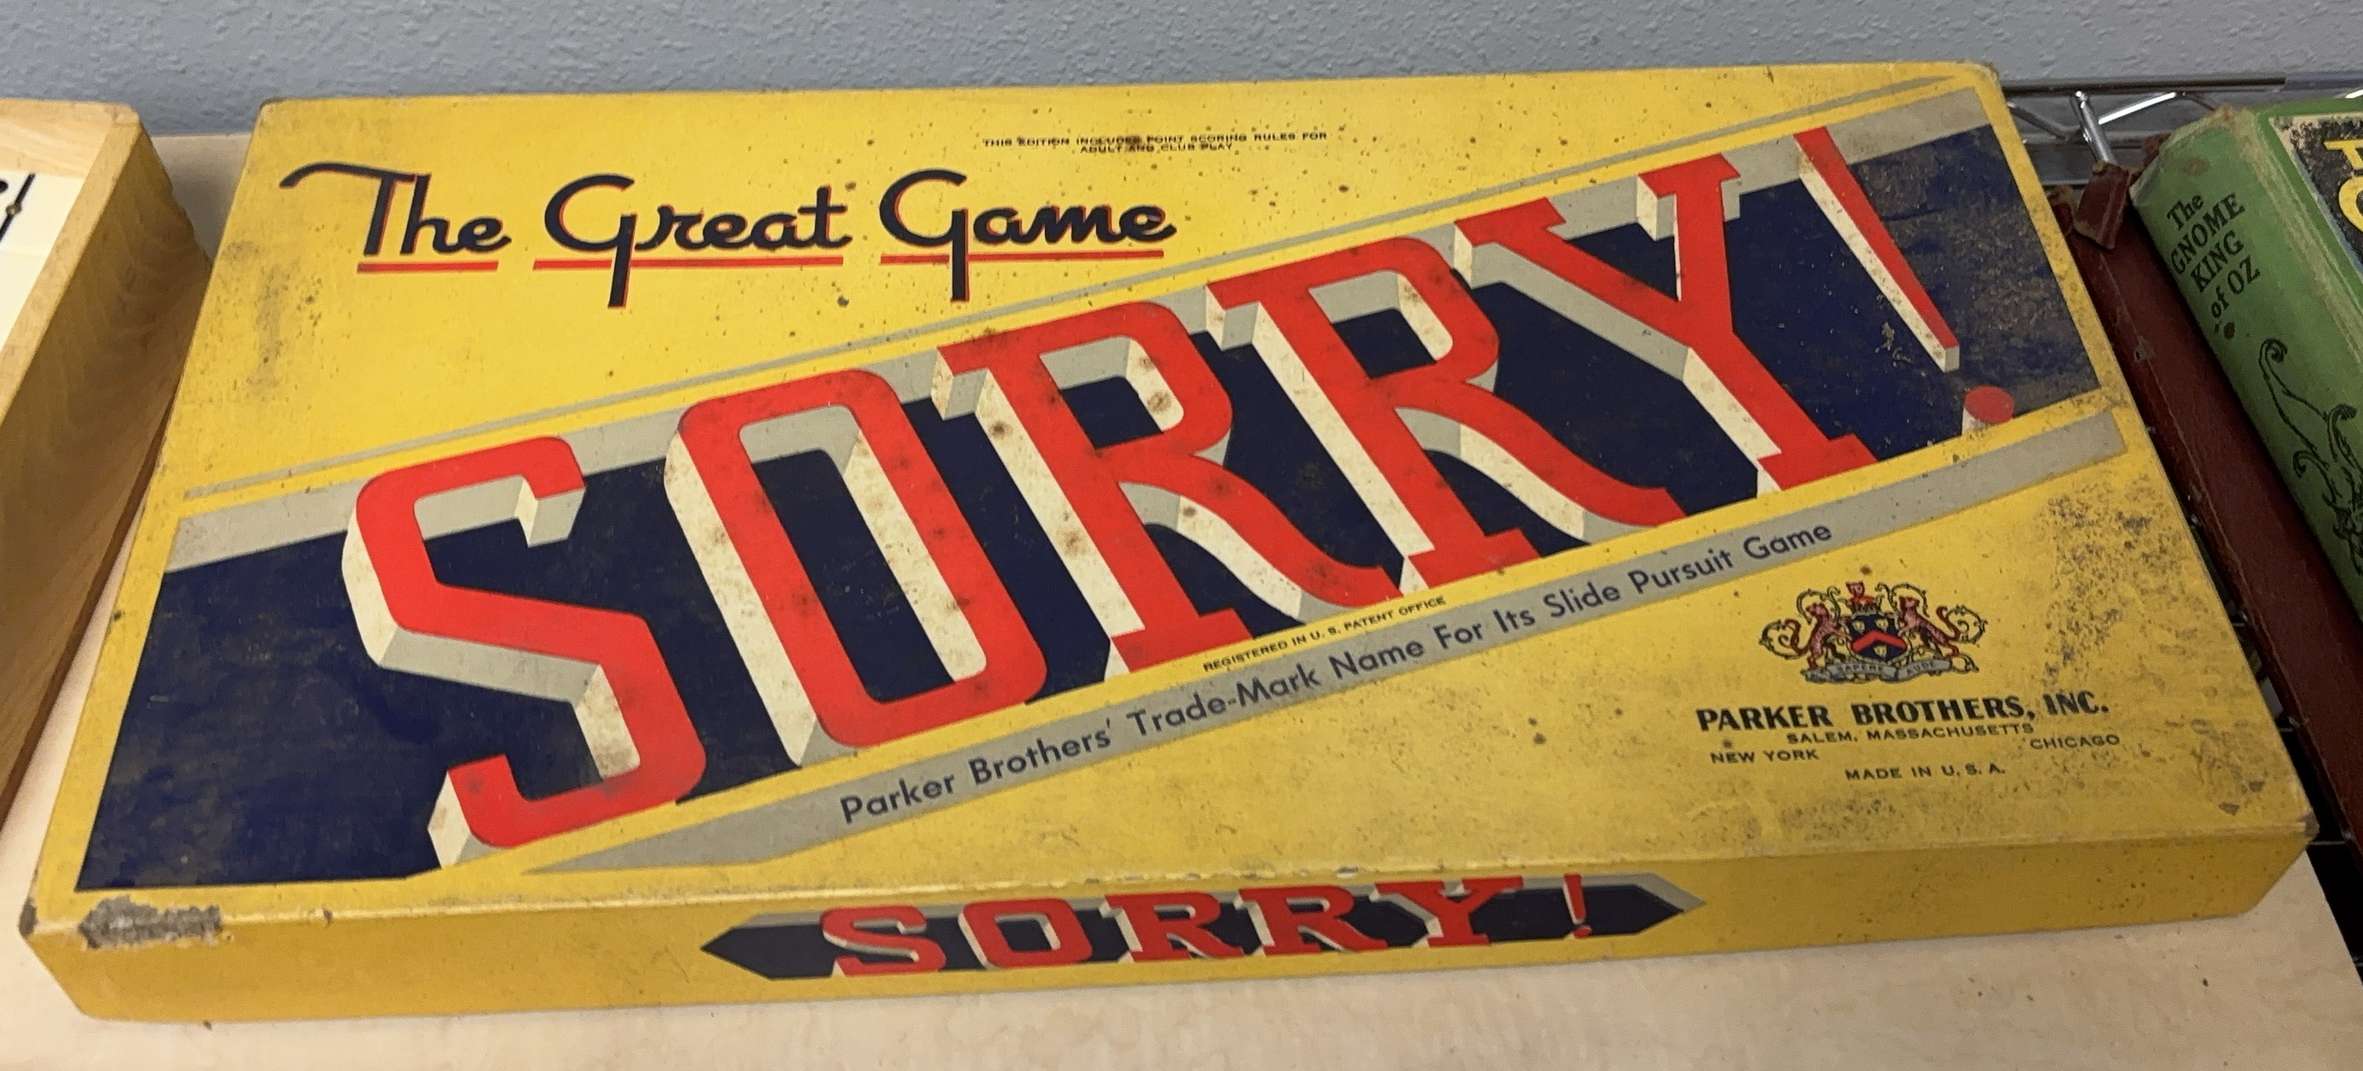 THIS EDITION INCLUDES POINT SCORING RULES FOR
ADULT AND CLUB PLAY
The Great Game
SORRY!
REGISTERED IN U. S. PATENT OFFICE
Parker Brothers' Trade-Mark Name For Its Slide Pursuit Game
SAPERE AUDE
PARKER BROTHERS, INC.
SALEM, MASSACHUSETTS
NEW YORK CHICAGO
MADE IN U. S. A.
SORRY!
The
GNOME
KING
of OZ